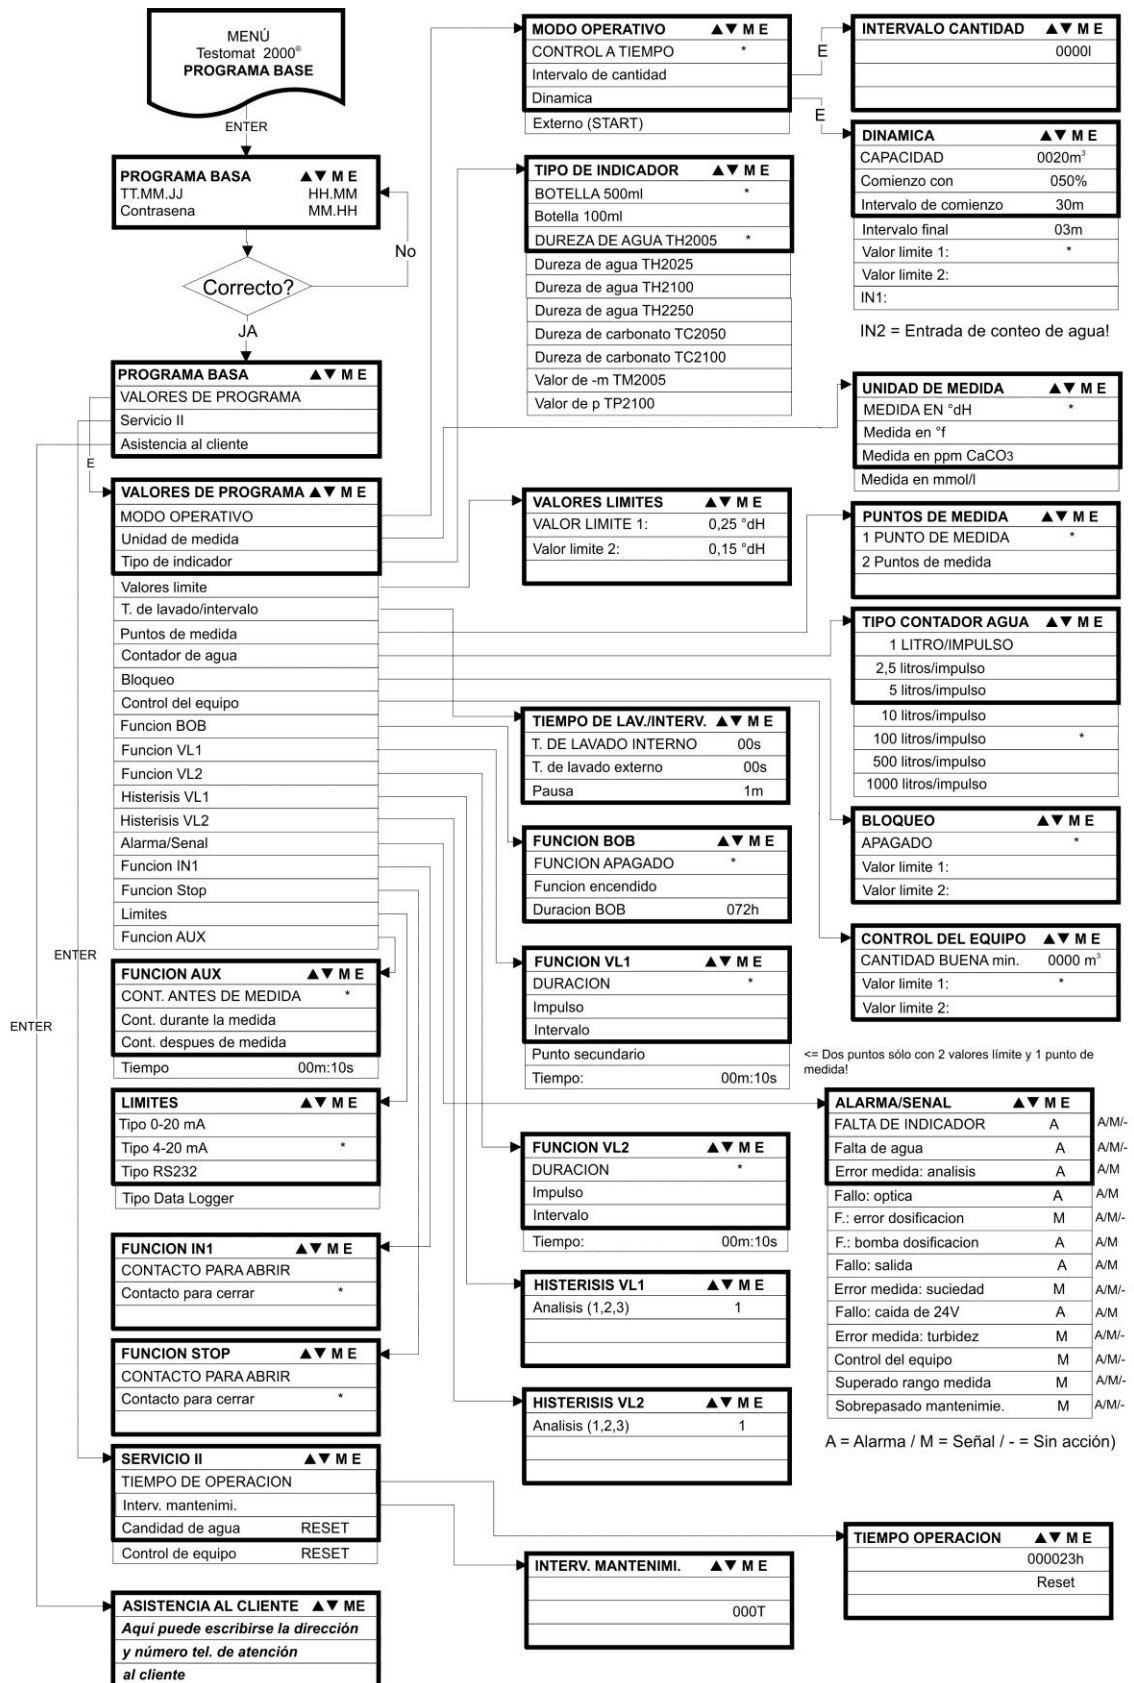 MENÚ
Testomat 2000®
PROGRAMA BASE
ENTER
PROGRAMA BASA ▲▼ M E
TT.MM.JJ HH.MM
Contrasena MM.HH
No
Correcto?
JA
PROGRAMA BASA ▲▼ M E
VALORES DE PROGRAMA
Servicio II
Asistencia al cliente
E
VALORES DE PROGRAMA ▲▼ M E
MODO OPERATIVO
Unidad de medida
Tipo de indicador
Valores limite
T. de lavado/intervalo
Puntos de medida
Contador de agua
Bloqueo
Control del equipo
Funcion BOB
Funcion VL1
Funcion VL2
Histerisis VL1
Histerisis VL2
Alarma/Senal
Funcion IN1
Funcion Stop
Limites
Funcion AUX
ENTER
ENTER
FUNCION AUX ▲▼ M E
CONT. ANTES DE MEDIDA *
Cont. durante la medida
Cont. despues de medida
Tiempo 00m:10s
LIMITES ▲▼ M E
Tipo 0-20 mA
Tipo 4-20 mA *
Tipo RS232
Tipo Data Logger
FUNCION IN1 ▲▼ M E
CONTACTO PARA ABRIR
Contacto para cerrar *
FUNCION STOP ▲▼ M E
CONTACTO PARA ABRIR
Contacto para cerrar *
SERVICIO II ▲▼ M E
TIEMPO DE OPERACION
Interv. mantenimi.
Candidad de agua RESET
Control de equipo RESET
ASISTENCIA AL CLIENTE ▲▼ ME
Aquí puede escribirse la dirección
y número tel. de atención
al cliente
MODO OPERATIVO ▲▼ M E
CONTROL A TIEMPO *
Intervalo de cantidad
Dinamica
Externo (START)
E
E
TIPO DE INDICADOR ▲▼ M E
BOTELLA 500ml *
Botella 100ml
DUREZA DE AGUA TH2005 *
Dureza de agua TH2025
Dureza de agua TH2100
Dureza de agua TH2250
Dureza de carbonato TC2050
Dureza de carbonato TC2100
Valor de -m TM2005
Valor de p TP2100
VALORES LIMITES ▲▼ M E
VALOR LIMITE 1: 0,25 °dH
Valor limite 2: 0,15 °dH
TIEMPO DE LAV./INTERV. ▲▼ M E
T. DE LAVADO INTERNO 00s
T. de lavado externo 00s
Pausa 1m
FUNCION BOB ▲▼ M E
FUNCION APAGADO *
Funcion encendido
Duracion BOB 072h
FUNCION VL1 ▲▼ M E
DURACION *
Impulso
Intervalo
Punto secundario
Tiempo: 00m:10s
FUNCION VL2 ▲▼ M E
DURACION *
Impulso
Intervalo
Tiempo: 00m:10s
HISTERISIS VL1 ▲▼ M E
Analisis (1,2,3) 1
HISTERISIS VL2 ▲▼ M E
Analisis (1,2,3) 1
INTERV. MANTENIMI. ▲▼ M E
000T
INTERVALO CANTIDAD ▲▼ M E
0000l
DINAMICA ▲▼ M E
CAPACIDAD 0020m³
Comienzo con 050%
Intervalo de comienzo 30m
Intervalo final 03m
Valor limite 1: *
Valor limite 2:
IN1:
IN2 = Entrada de conteo de agua!
UNIDAD DE MEDIDA ▲▼ M E
MEDIDA EN °dH *
Medida en °f
Medida en ppm CaCO3
Medida en mmol/l
PUNTOS DE MEDIDA ▲▼ M E
1 PUNTO DE MEDIDA *
2 Puntos de medida
TIPO CONTADOR AGUA ▲▼ M E
1 LITRO/IMPULSO
2,5 litros/impulso
5 litros/impulso
10 litros/impulso
100 litros/impulso *
500 litros/impulso
1000 litros/impulso
BLOQUEO ▲▼ M E
APAGADO *
Valor limite 1:
Valor limite 2:
CONTROL DEL EQUIPO ▲▼ M E
CANTIDAD BUENA min. 0000 m³
Valor limite 1: *
Valor limite 2:
<= Dos puntos sólo con 2 valores límite y 1 punto de
medida!
ALARMA/SENAL ▲▼ M E
FALTA DE INDICADOR A A/M/-
Falta de agua A A/M/-
Error medida: analisis A A/M
Fallo: optica A A/M
F.: error dosificacion M A/M/-
F.: bomba dosificacion A A/M
Fallo: salida A A/M
Error medida: suciedad M A/M/-
Fallo: caida de 24V A A/M
Error medida: turbidez M A/M/-
Control del equipo M A/M/-
Superado rango medida M A/M/-
Sobrepasado mantenimie. M A/M/-
A = Alarma / M = Señal / - = Sin acción)
TIEMPO OPERACION ▲▼ M E
000023h
Reset